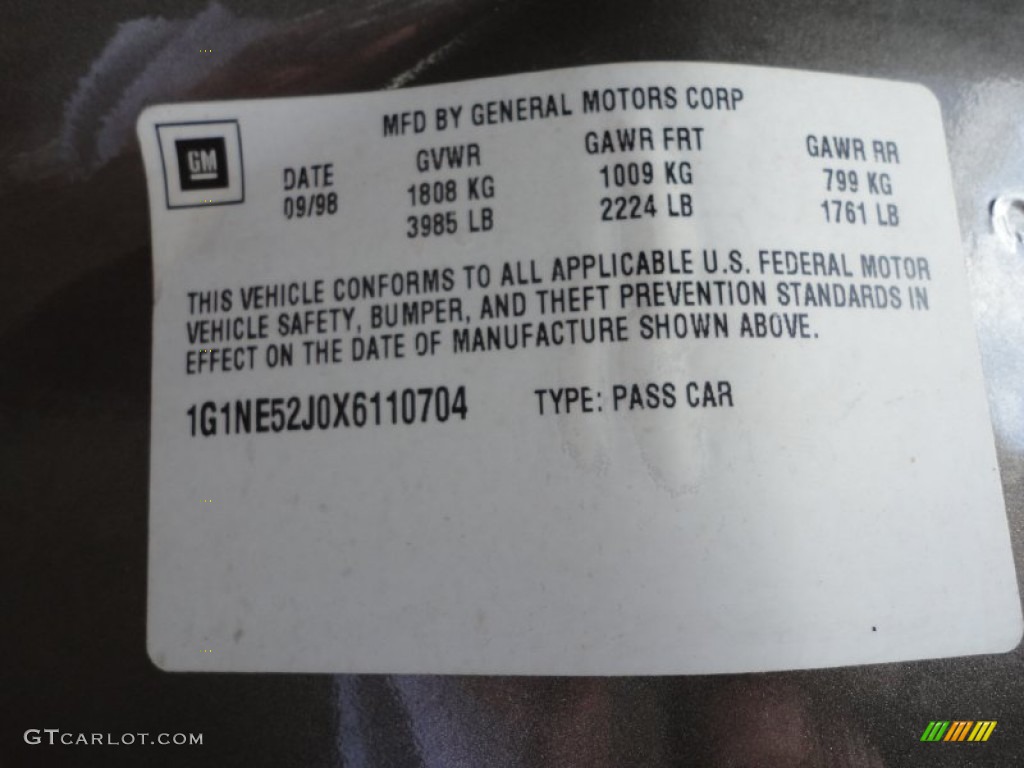 MFD BY GENERAL MOTORS CORP
GM
DATE GVWR GAWR FRT GAWR RR
09/98 1808 KG 1009 KG 799 KG
3985 LB 2224 LB 1761 LB
THIS VEHICLE CONFORMS TO ALL APPLICABLE U.S. FEDERAL MOTOR
VEHICLE SAFETY, BUMPER, AND THEFT PREVENTION STANDARDS IN
EFFECT ON THE DATE OF MANUFACTURE SHOWN ABOVE.
1G1NE52J0X6110704 TYPE: PASS CAR
GTCARLOT.COM